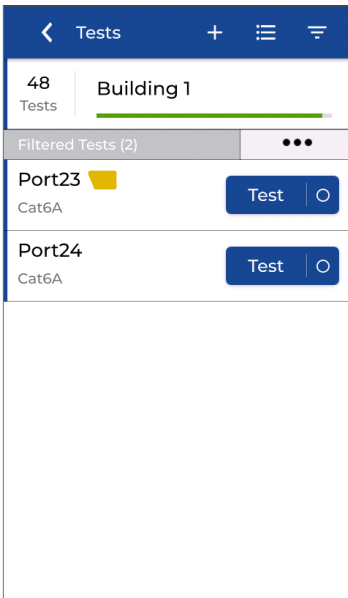 Tests
48
Tests
Building 1
Filtered Tests (2)
Port23
Cat6A
Test
Port24
Cat6A
Test